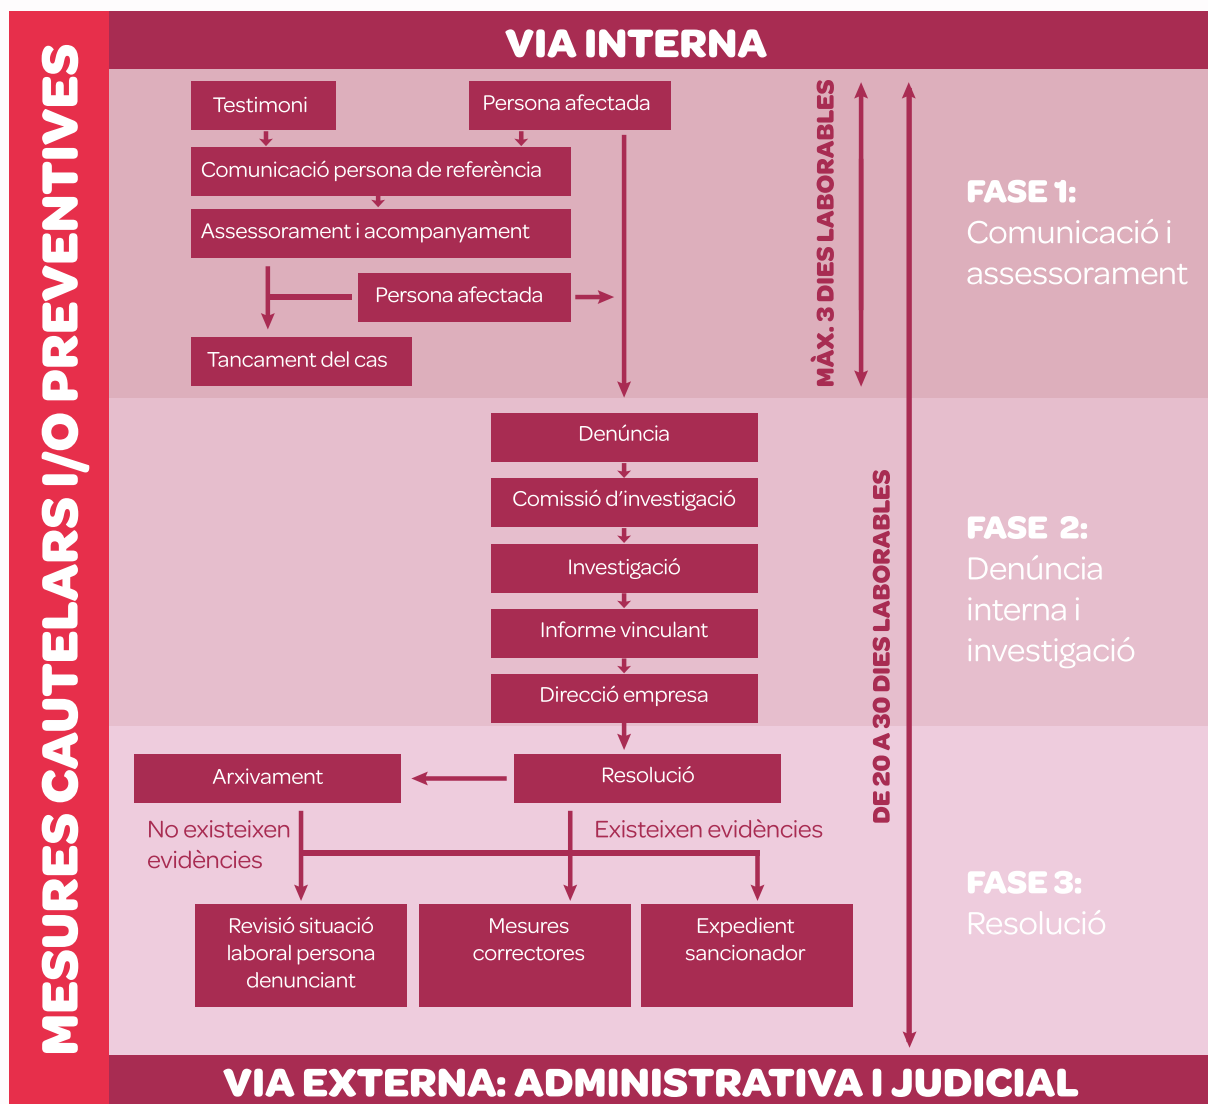 MESURES CAUTELARS I/O PREVENTIVES
VIA INTERNA
Testimoni
Persona afectada
Comunicació persona de referència
Assessorament i acompanyament
Persona afectada
Tancament del cas
MÀX. 3 DIES LABORABLES
FASE 1:
Comunicació i
assessorament
Denúncia
Comissió d'investigació
Investigació
Informe vinculant
Direcció empresa
DE 20 A 30 DIES LABORABLES
FASE 2:
Denúncia
interna i
investigació
Arxivament
Resolució
No existeixen
evidències
Existeixen evidències
Revisió situació
laboral persona
denunciant
Mesures
correctores
Expedient
sancionador
FASE 3:
Resolució
VIA EXTERNA: ADMINISTRATIVA I JUDICIAL